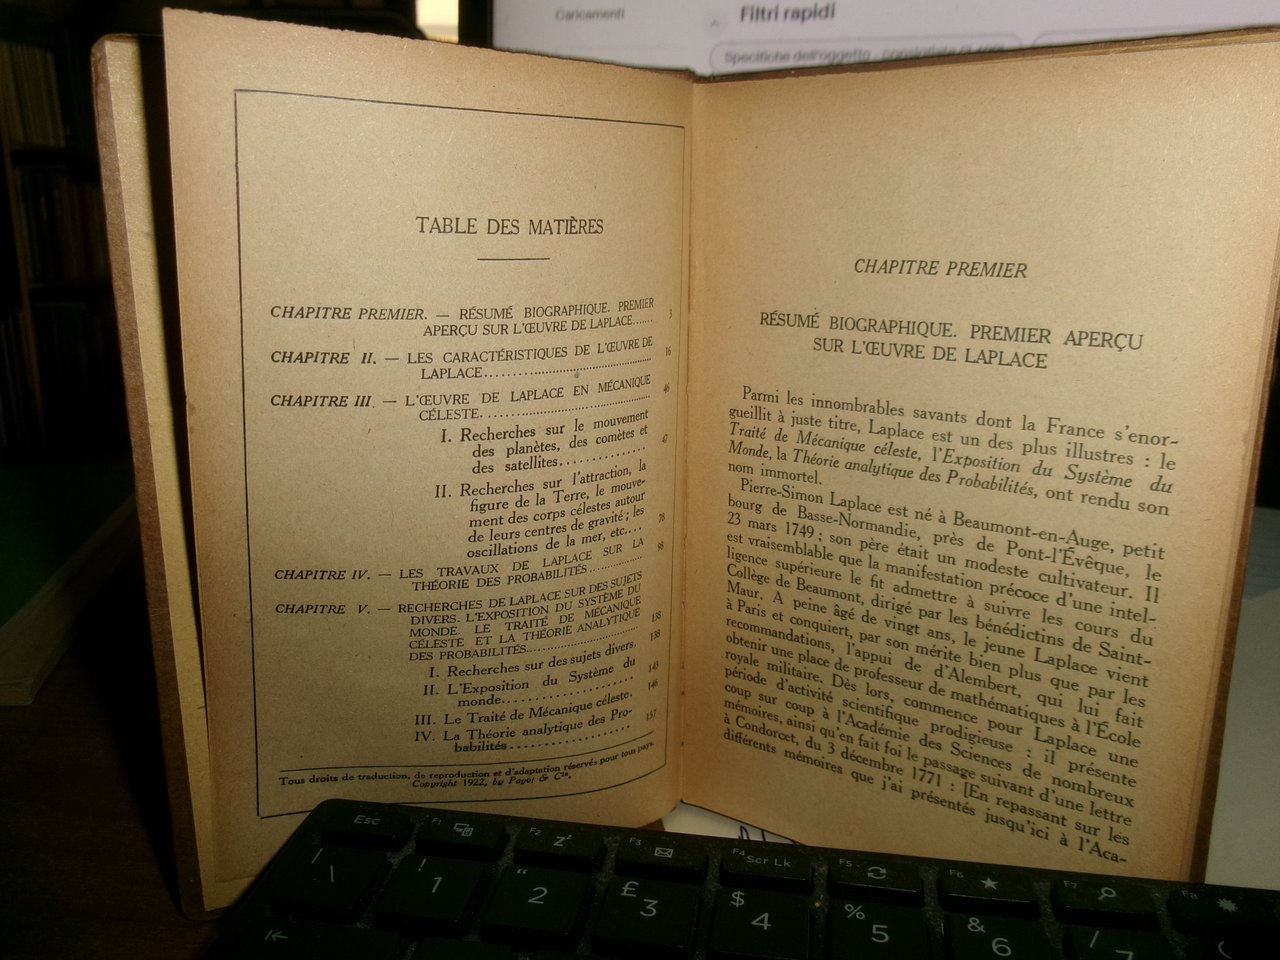 Caricamenti
Filtri rapidi
TABLE DES MATIÈRES
CHAPITRE PREMIER. — RÉSUMÉ BIOGRAPHIQUE. PREMIER
APERÇU SUR L'ŒUVRE DE LAPLACE....... 3
CHAPITRE II. — LES CARACTÉRISTIQUES DE L'ŒUVRE DE
LAPLACE........................................ 16
CHAPITRE III. — L'ŒUVRE DE LAPLACE EN MÉCANIQUE
CÉLESTE........................................ 46
I. Recherches sur le mouvement
des planètes, des comètes et
des satellites............. 47
II. Recherches sur l'attraction, la
figure de la Terre, le mouve-
ment des corps célestes autour
de leurs centres de gravité; les
oscillations de la mer, etc.... 78
CHAPITRE IV. — LES TRAVAUX DE LAPLACE SUR LA
THÉORIE DES PROBABILITÉS............... 98
CHAPITRE V. — RECHERCHES DE LAPLACE SUR DES SUJETS
DIVERS. L'EXPOSITION DU SYSTÈME DU
MONDE. LE TRAITÉ DE MÉCANIQUE
CÉLESTE ET LA THÉORIE ANALYTIQUE
DES PROBABILITÉS......................... 138
I. Recherches sur des sujets divers. 138
II. L'Exposition du Système du
monde................... 143
III. Le Traité de Mécanique céleste. 146
IV. La Théorie analytique des Pro-
babilités.................. 157
Tous droits de traduction, de reproduction et d'adaptation réservés pour tous pays.
Copyright 1922, by Payot & Cie.
CHAPITRE PREMIER
RÉSUMÉ BIOGRAPHIQUE. PREMIER APERÇU
SUR L'ŒUVRE DE LAPLACE
Parmi les innombrables savants dont la France s'enor-
gueillit à juste titre, Laplace est un des plus illustres : le
Traité de Mécanique céleste, l'Exposition du Système du
Monde, la Théorie analytique des Probabilités, ont rendu son
nom immortel.
Pierre-Simon Laplace est né à Beaumont-en-Auge, petit
bourg de Basse-Normandie, près de Pont-l'Évêque, le
23 mars 1749 ; son père était un modeste cultivateur. Il
est vraisemblable que la manifestation précoce d'une intel-
ligence supérieure le fit admettre à suivre les cours du
Collège de Beaumont, dirigé par les bénédictins de Saint-
Maur. A peine âgé de vingt ans, le jeune Laplace vient
à Paris et conquiert, par son mérite bien plus que par les
recommandations, l'appui de d'Alembert, qui lui fait
obtenir une place de professeur de mathématiques à l'École
royale militaire. Dès lors, commence pour Laplace une
période d'activité scientifique prodigieuse : il présente
coup sur coup à l'Académie des Sciences de nombreux
mémoires, ainsi qu'en fait foi le passage suivant d'une lettre
à Condorcet, du 3 décembre 1771 : [En repassant sur les
différents mémoires que j'ai présentés jusqu'ici à l'Aca-
Esc F1 F2 F3 F4 Scr Lk F5 F6 F7 F8
| \ ! 1 " 2 £ 3 $ 4 % 5 & 6 / 7 (